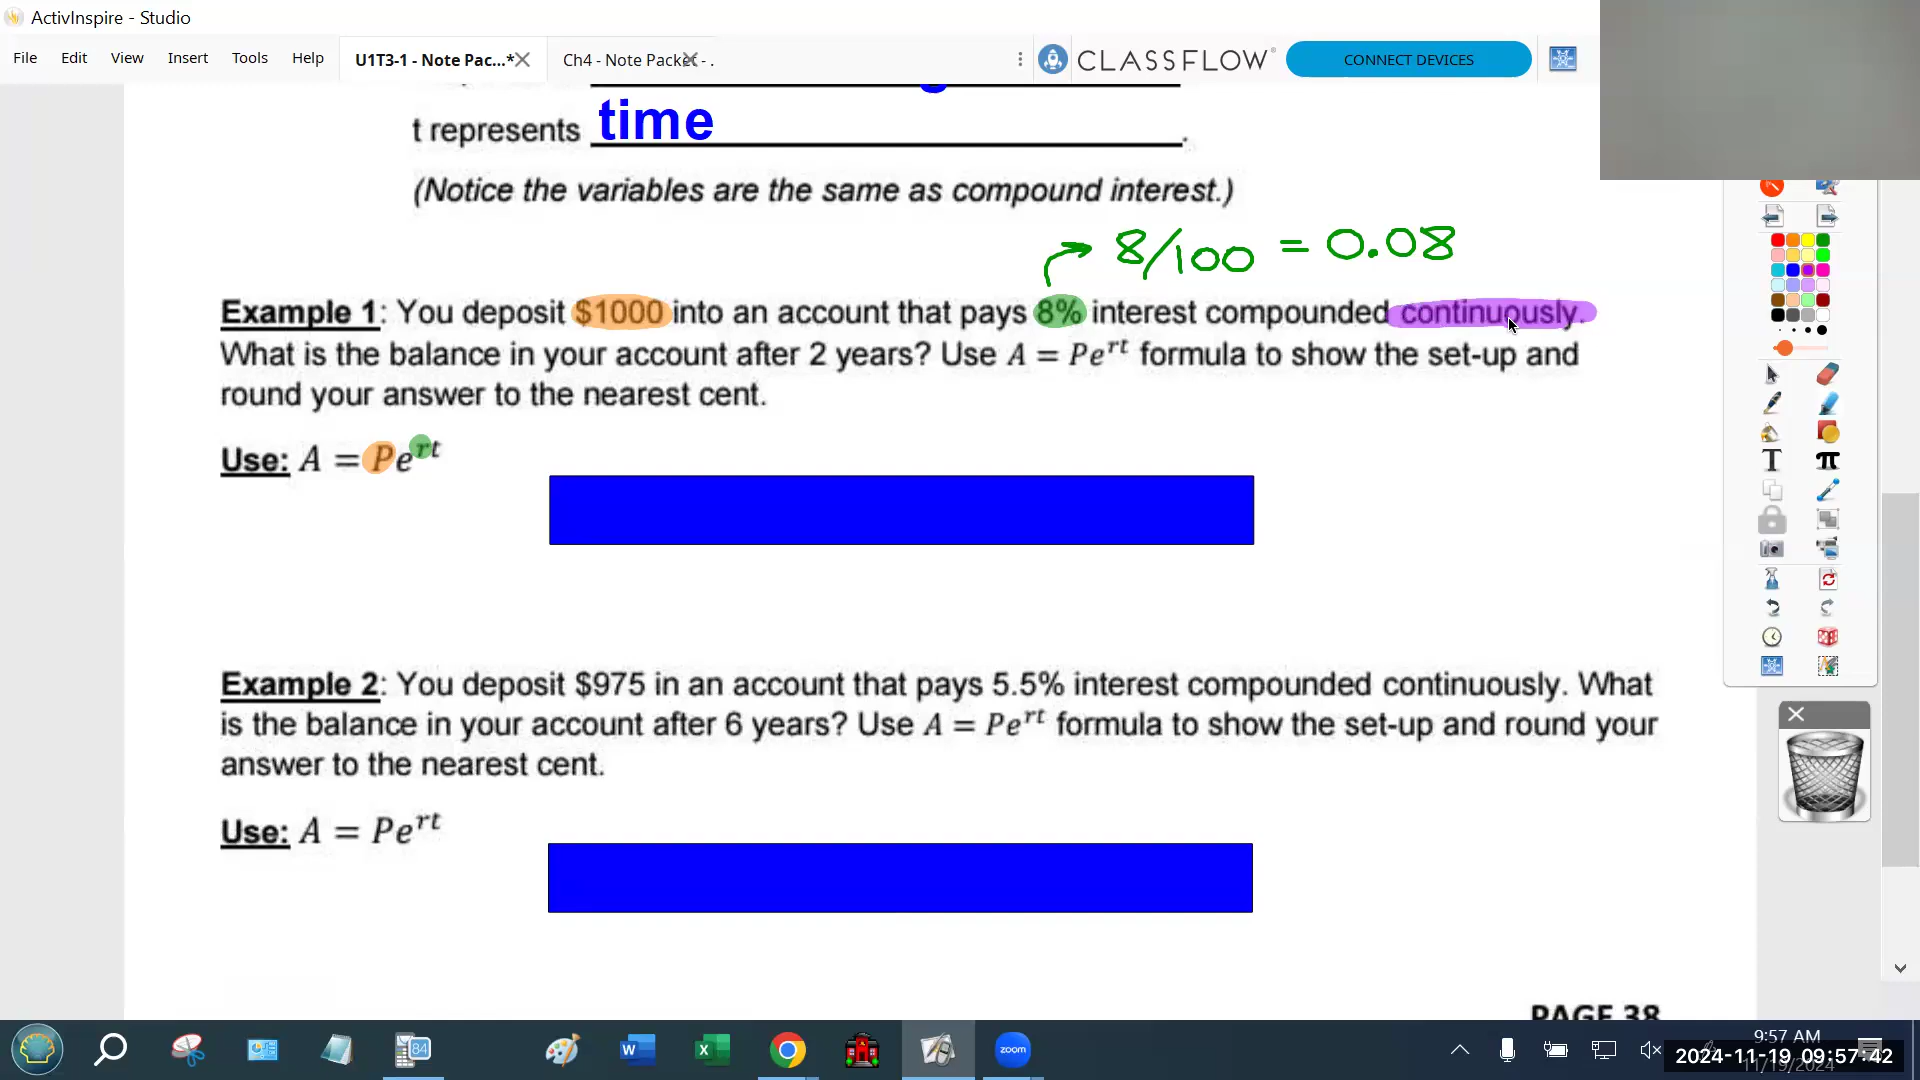 ActivInspire - Studio
File Edit View Insert Tools Help
U1T3-1 - Note Pac...*
Ch4 - Note Packet - .
CLASSFLOW
CONNECT DEVICES
t represents time.
(Notice the variables are the same as compound interest.)
8/100 = 0.08
Example 1: You deposit $1000 into an account that pays 8% interest compounded continuously.
What is the balance in your account after 2 years? Use A = Pe^rt formula to show the set-up and
round your answer to the nearest cent.
Use: A = Pe^rt
Example 2: You deposit $975 in an account that pays 5.5% interest compounded continuously. What
is the balance in your account after 6 years? Use A = Pe^rt formula to show the set-up and round your
answer to the nearest cent.
Use: A = Pe^rt
PAGE 38
84
zoom
9:57 AM
2024-11-19 09:57:42
11/19/2024